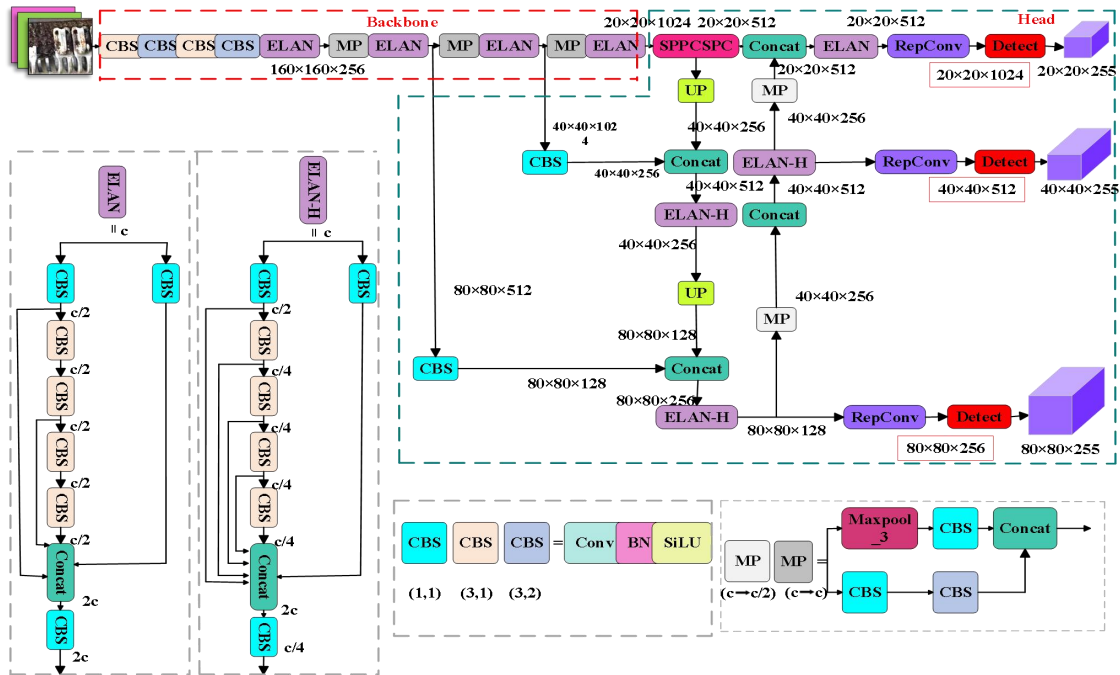 Backbone
Head
CBS CBS CBS CBS ELAN MP ELAN MP ELAN MP ELAN
160×160×256
20×20×1024 20×20×512 20×20×512
SPPCSPC Concat ELAN RepConv Detect
20×20×512
20×20×1024
20×20×255
UP
MP
40×40×102
4
40×40×256
40×40×256
CBS
Concat
ELAN-H
RepConv
Detect
40×40×256
40×40×512
40×40×512
40×40×512
40×40×255
ELAN-H
Concat
40×40×256
80×80×512
UP
40×40×256
MP
80×80×128
CBS
Concat
80×80×128
80×80×256
ELAN-H
RepConv
Detect
80×80×128
80×80×256
80×80×255
ELAN
= c
CBS
CBS
c/2
CBS
c/2
CBS
c/2
CBS
c/2
CBS
c/2
Concat
2c
CBS
2c
ELAN-H
= c
CBS
CBS
c/2
CBS
c/4
CBS
c/4
CBS
c/4
CBS
c/4
Concat
2c
CBS
c/4
CBS CBS CBS = Conv BN SiLU
(1,1) (3,1) (3,2)
MP MP =
(c→c/2) (c→c)
Maxpool
_3
CBS
Concat
CBS
CBS